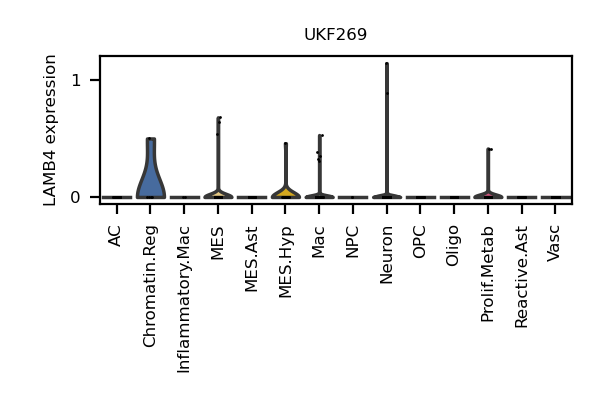 UKF269
LAMB4 expression
1
0
AC
Chromatin.Reg
Inflammatory.Mac
MES
MES.Ast
MES.Hyp
Mac
NPC
Neuron
OPC
Oligo
Prolif.Metab
Reactive.Ast
Vasc